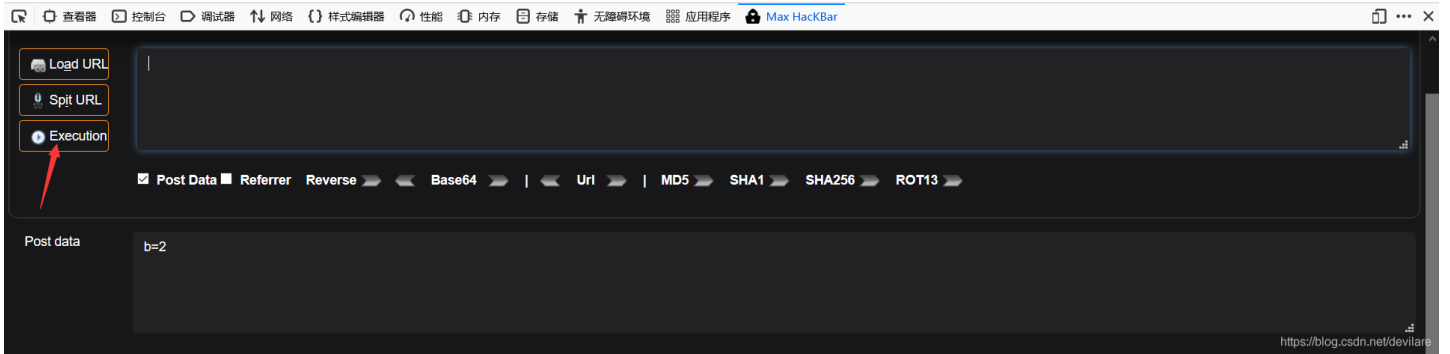 查看器 控制台 调试器 网络 样式编辑器 性能 内存 存储 无障碍环境 应用程序 Max HacKBar
Load URL
Spit URL
Execution
Post Data Referrer Reverse Base64 | Url | MD5 SHA1 SHA256 ROT13
Post data
b=2
https://blog.csdn.net/devilare